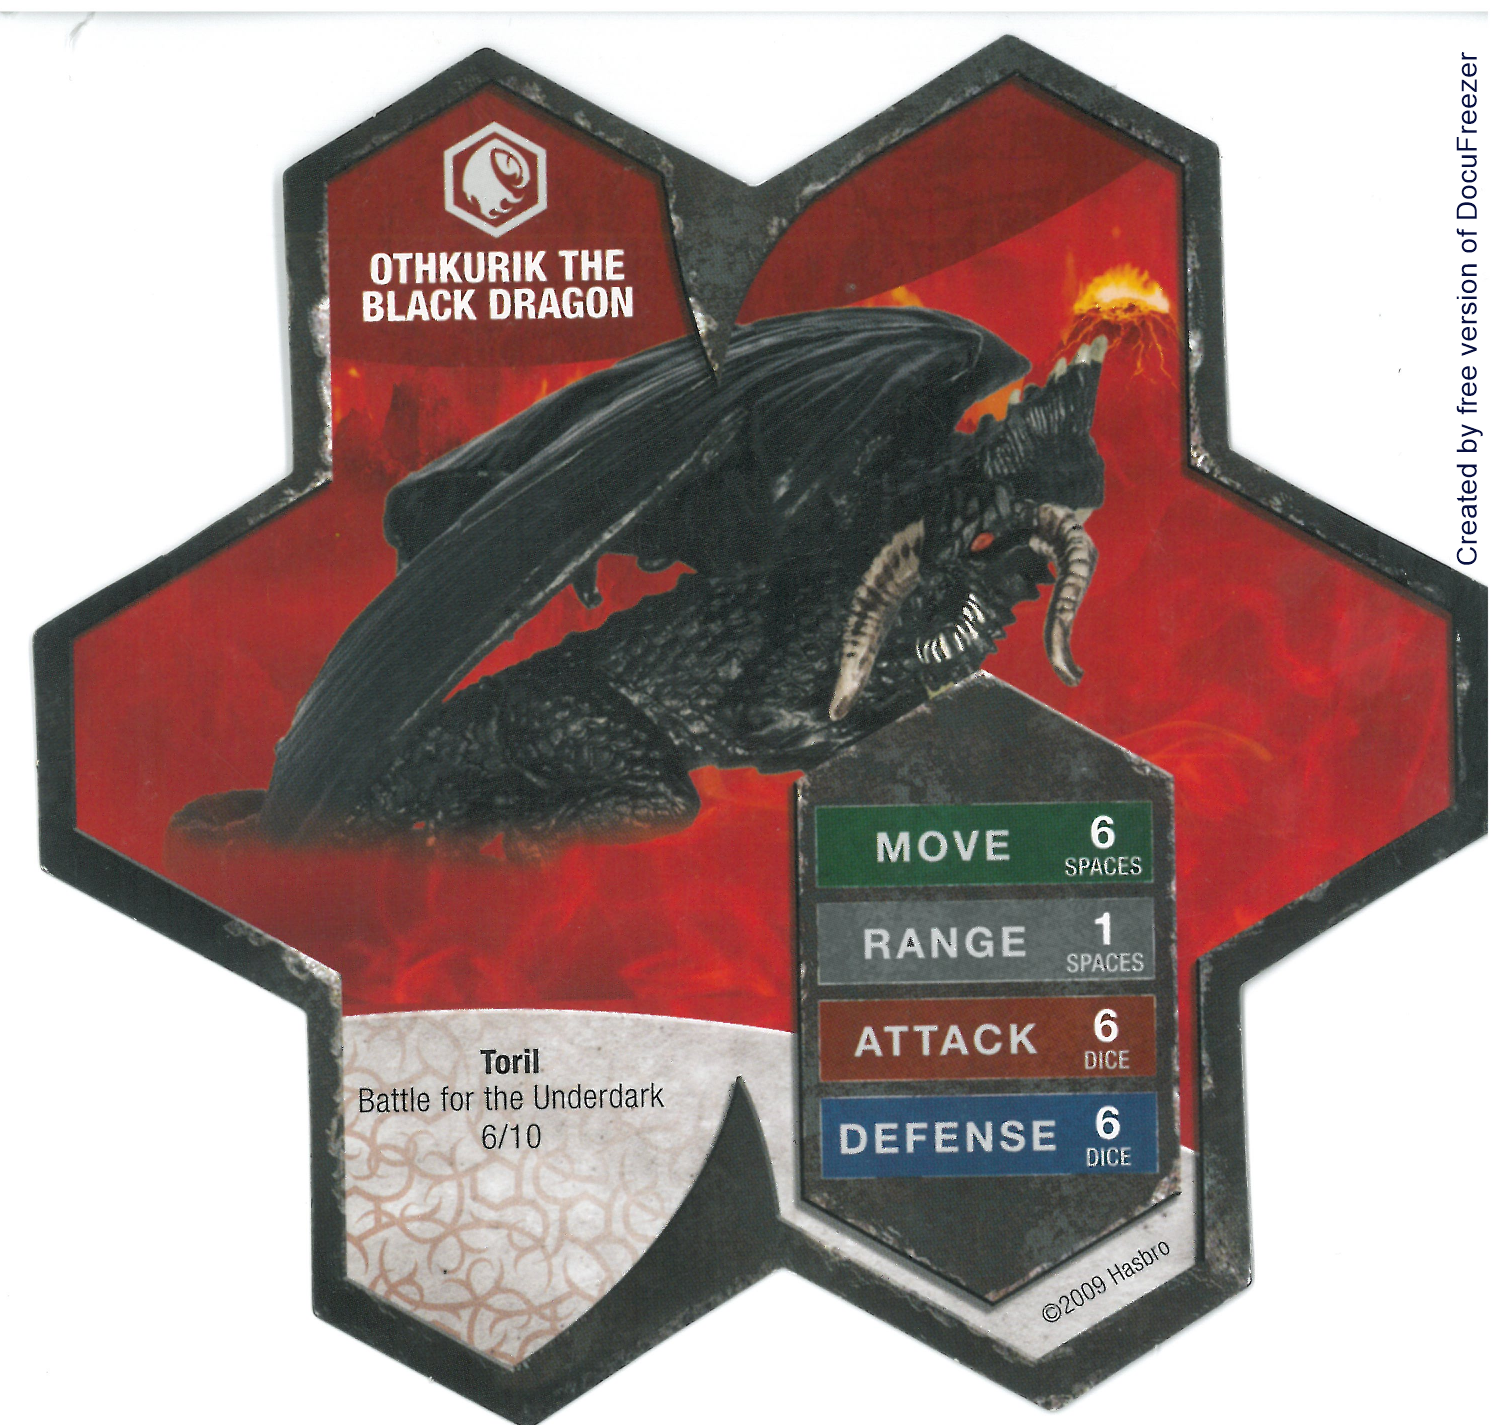 OTHKURIK THE
BLACK DRAGON
MOVE 6
SPACES
RANGE 1
SPACES
ATTACK 6
DICE
DEFENSE 6
DICE
Toril
Battle for the Underdark
6/10
©2009 Hasbro
Created by free version of DocuFreezer